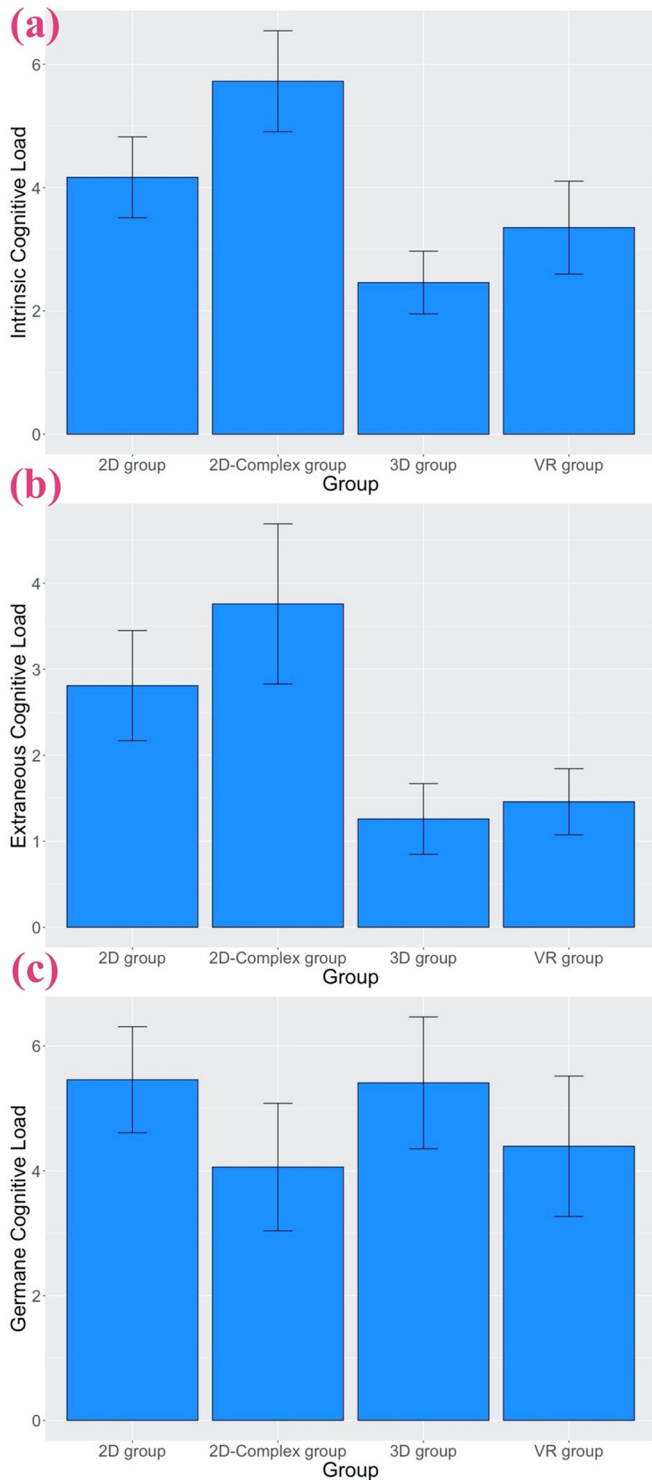 (a)
Intrinsic Cognitive Load
6
4
2
0
2D group 2D-Complex group 3D group VR group
Group
(b)
Extraneous Cognitive Load
4
3
2
1
0
2D group 2D-Complex group 3D group VR group
Group
(c)
Germane Cognitive Load
6
4
2
0
2D group 2D-Complex group 3D group VR group
Group